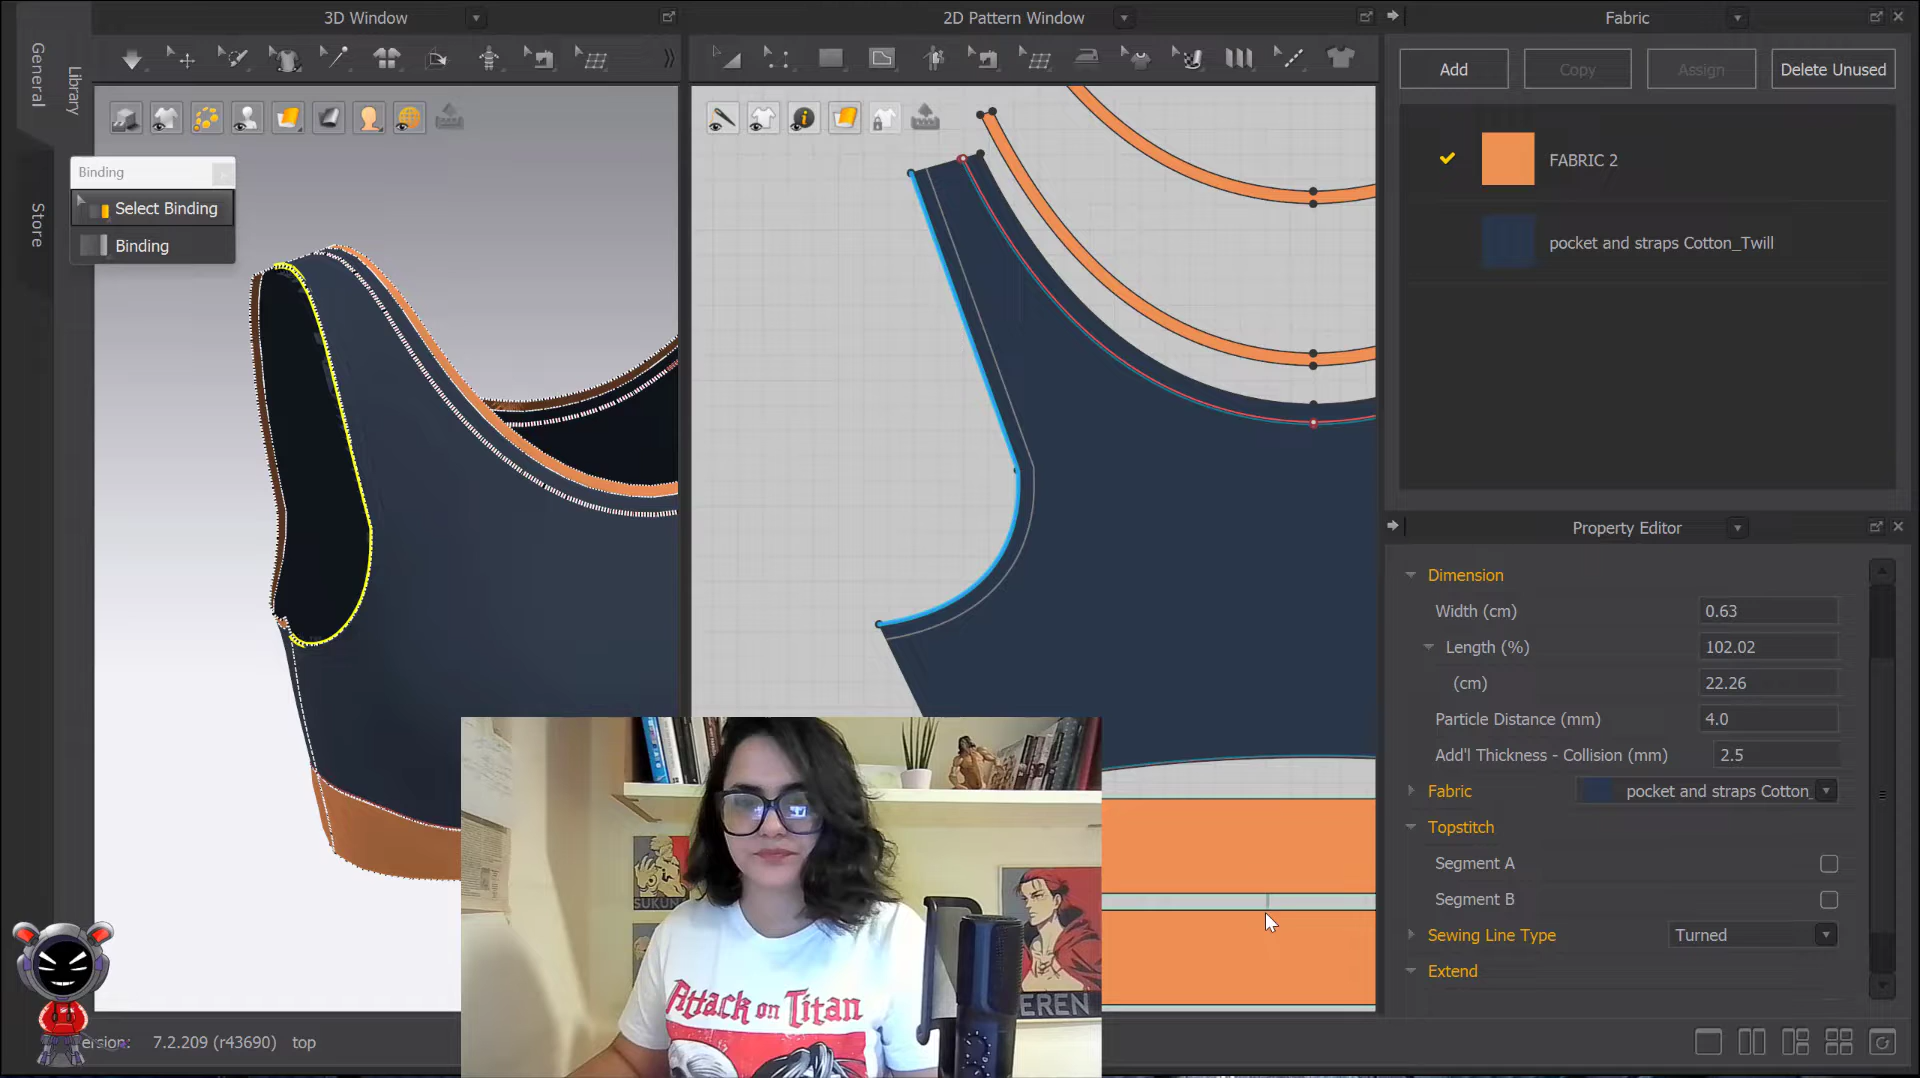 3D Window
2D Pattern Window
Fabric
General
Library
Store
Binding
Select Binding
Binding
Add
Copy
Assign
Delete Unused
FABRIC 2
pocket and straps Cotton_Twill
Property Editor
Dimension
Width (cm)
0.63
Length (%)
102.02
(cm)
22.26
Particle Distance (mm)
4.0
Add'l Thickness - Collision (mm)
2.5
Fabric
pocket and straps Cotton_
Topstitch
Segment A
Segment B
Sewing Line Type
Turned
Extend
SUKUN
EREN
Attack on Titan
ersion:
7.2.209 (r43690)
top